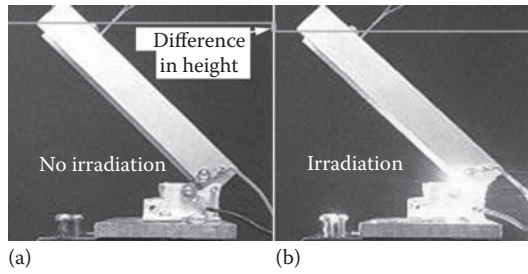 Difference
in height
No irradiation
Irradiation
(a)
(b)